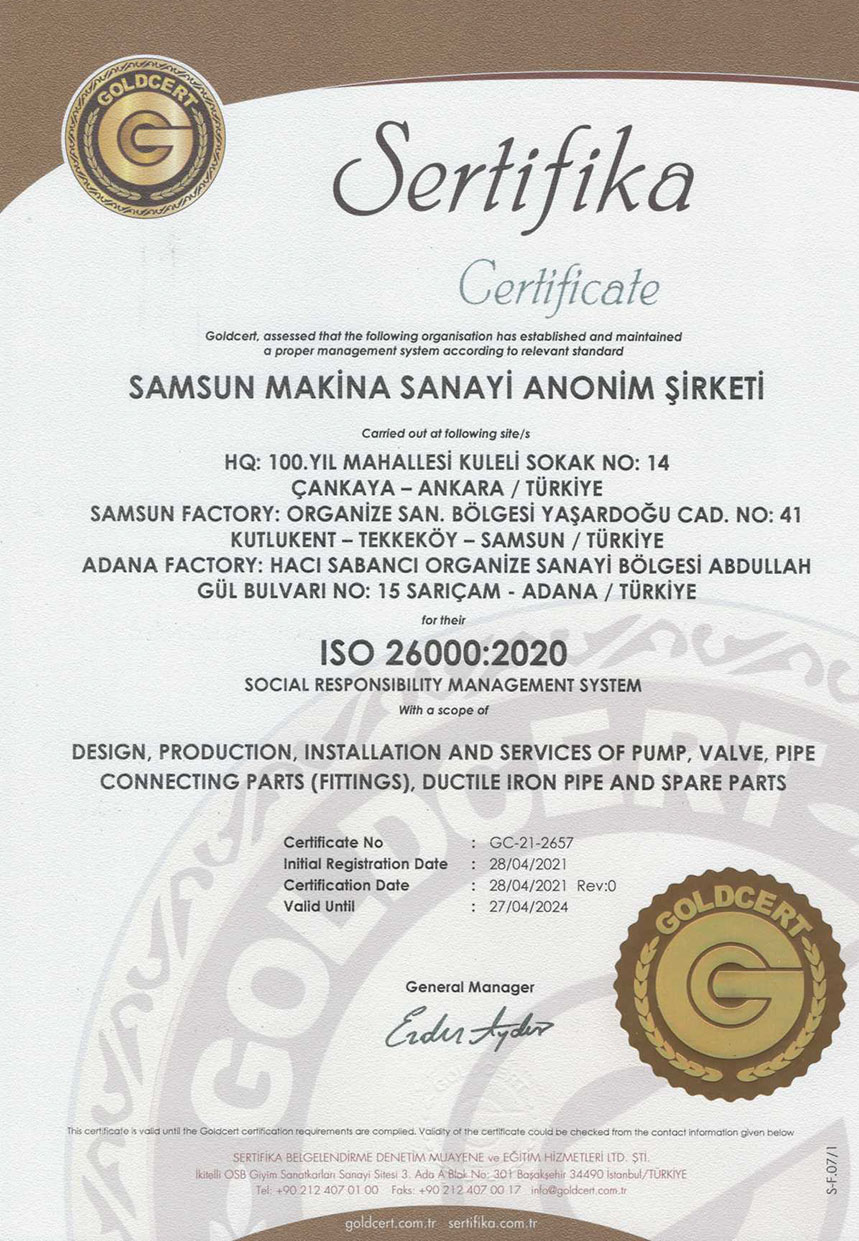 GOLDCERT
Sertifika
Certificate
Goldcert, assessed that the following organisation has established and maintained
a proper management system according to relevant standard
SAMSUN MAKİNA SANAYİ ANONİM ŞİRKETİ
Carried out at following site/s
HQ: 100.YIL MAHALLESİ KULELİ SOKAK NO: 14
ÇANKAYA – ANKARA / TÜRKİYE
SAMSUN FACTORY: ORGANİZE SAN. BÖLGESİ YAŞARDOĞU CAD. NO: 41
KUTLUKENT – TEKKEKÖY – SAMSUN / TÜRKİYE
ADANA FACTORY: HACI SABANCI ORGANİZE SANAYİ BÖLGESİ ABDULLAH
GÜL BULVARI NO: 15 SARIÇAM - ADANA / TÜRKİYE
for their
ISO 26000:2020
SOCIAL RESPONSIBILITY MANAGEMENT SYSTEM
With a scope of
DESIGN, PRODUCTION, INSTALLATION AND SERVICES OF PUMP, VALVE, PIPE
CONNECTING PARTS (FITTINGS), DUCTILE IRON PIPE AND SPARE PARTS
Certificate No : GC-21-2657
Initial Registration Date : 28/04/2021
Certification Date : 28/04/2021 Rev:0
Valid Until : 27/04/2024
GOLDCERT
General Manager
GOLDCERT
This certificate is valid until the Goldcert certification requirements are complied. Validity of the certificate could be checked from the contact information given below
SERTIFIKA BELGELENDİRME DENETİM MUAYENE ve EĞİTİM HİZMETLERİ LTD. ŞTİ.
İkitelli OSB Giyim Sanatkarları Sanayi Sitesi 3. Ada A Blok No: 301 Başakşehir 34490 İstanbul/TÜRKİYE
Tel: +90 212 407 01 00 Faks: +90 212 407 00 17 info@goldcert.com.tr
S-F.07/1
goldcert.com.tr sertifika.com.tr